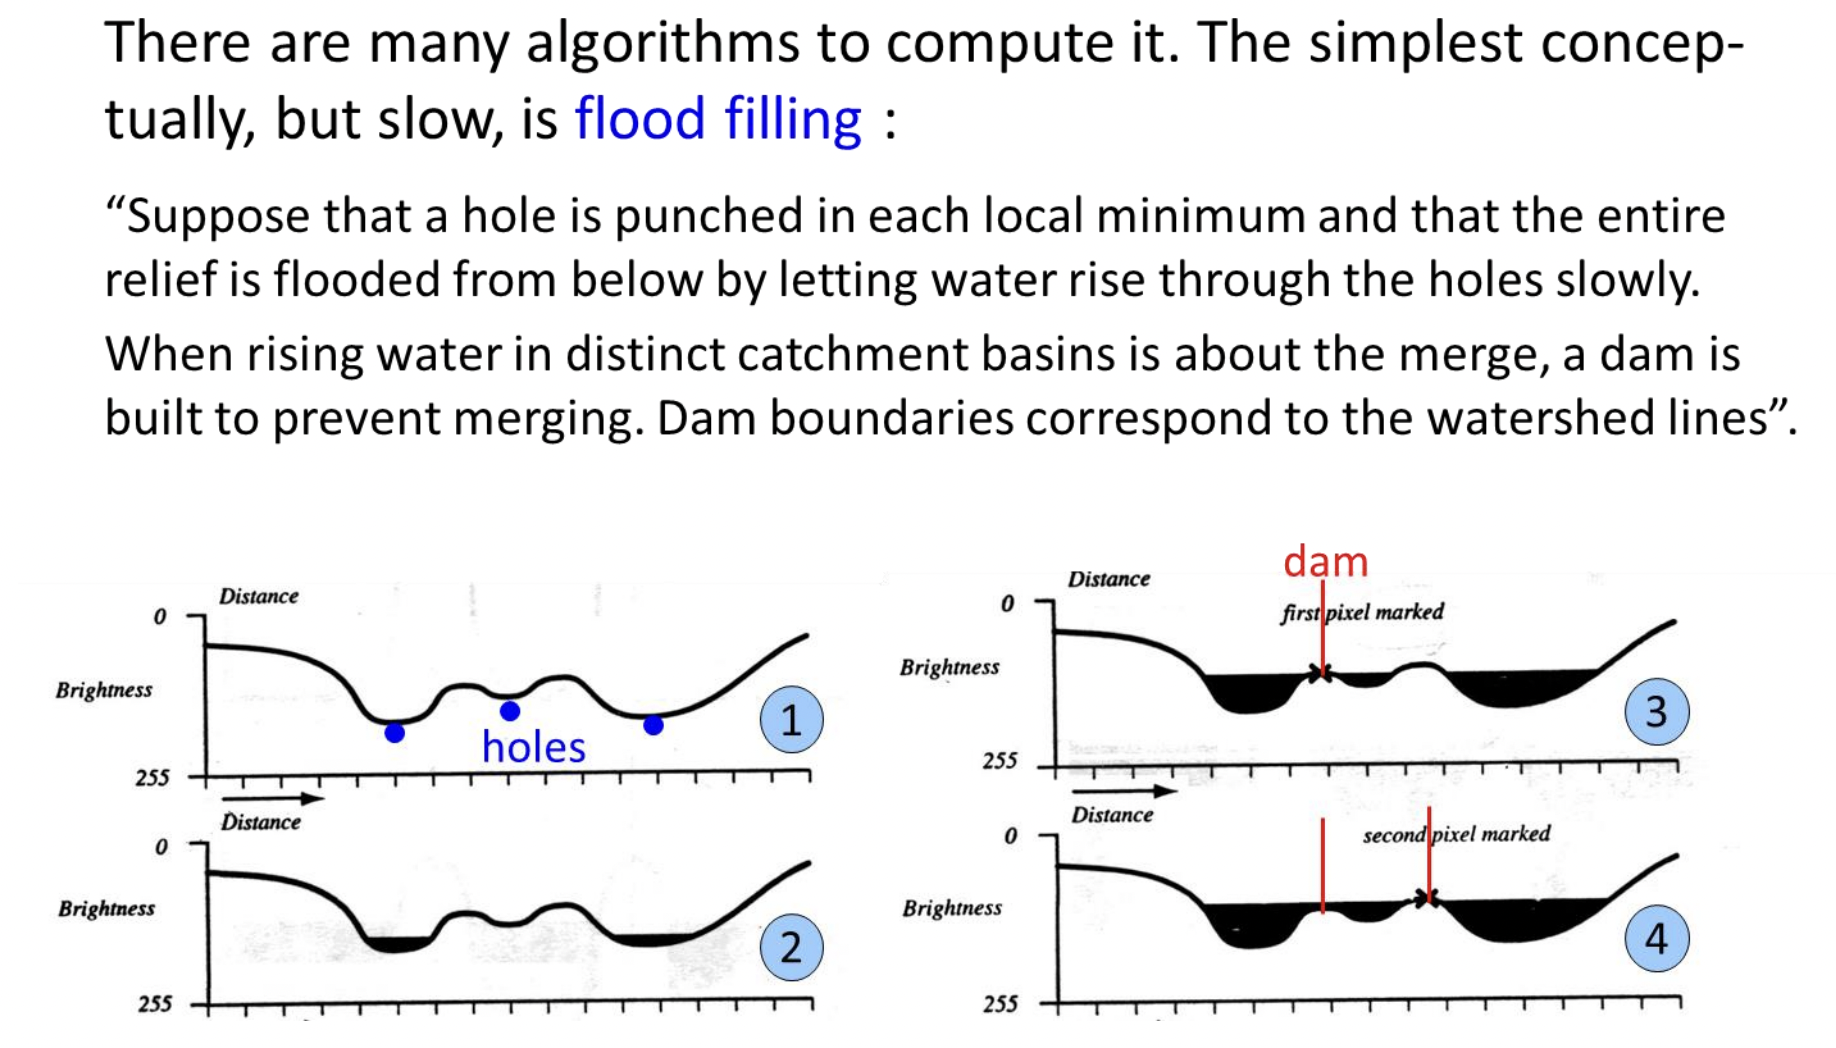 There are many algorithms to compute it. The simplest concep-
tually, but slow, is flood filling :
“Suppose that a hole is punched in each local minimum and that the entire
relief is flooded from below by letting water rise through the holes slowly.
When rising water in distinct catchment basins is about the merge, a dam is
built to prevent merging. Dam boundaries correspond to the watershed lines”.
Distance
0
Brightness
holes
1
255
Distance
0
Brightness
2
255
dam
Distance
0
first pixel marked
Brightness
3
255
Distance
0
second pixel marked
Brightness
4
255